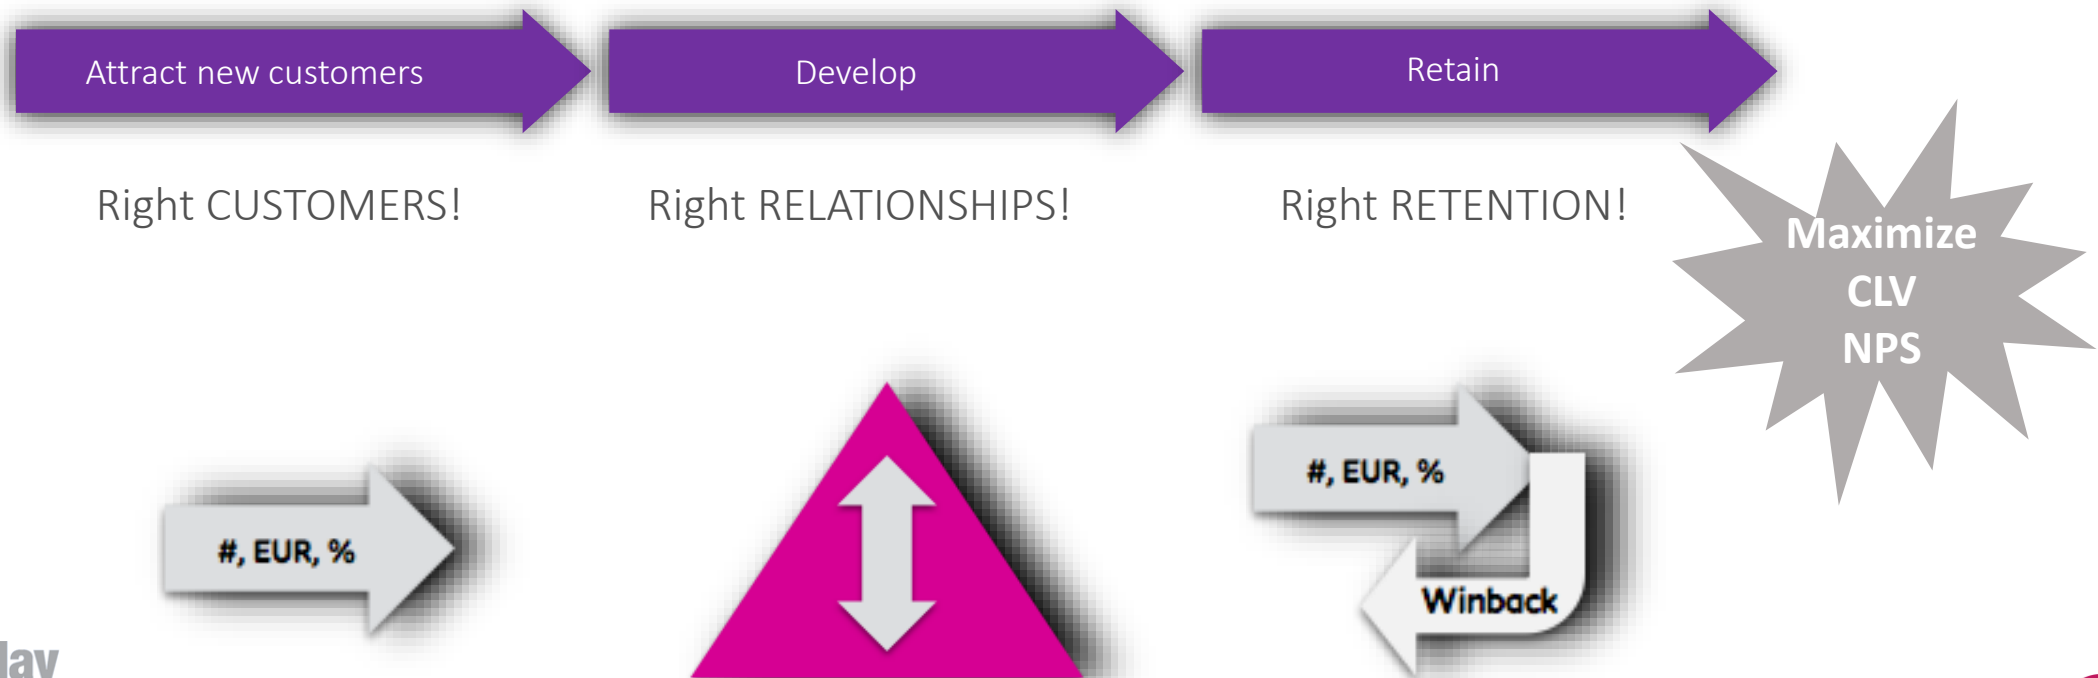 Attract new customers
Develop
Retain
Right CUSTOMERS!
Right RELATIONSHIPS!
Right RETENTION!
Maximize
CLV
NPS
#, EUR, %
#, EUR, %
Winback